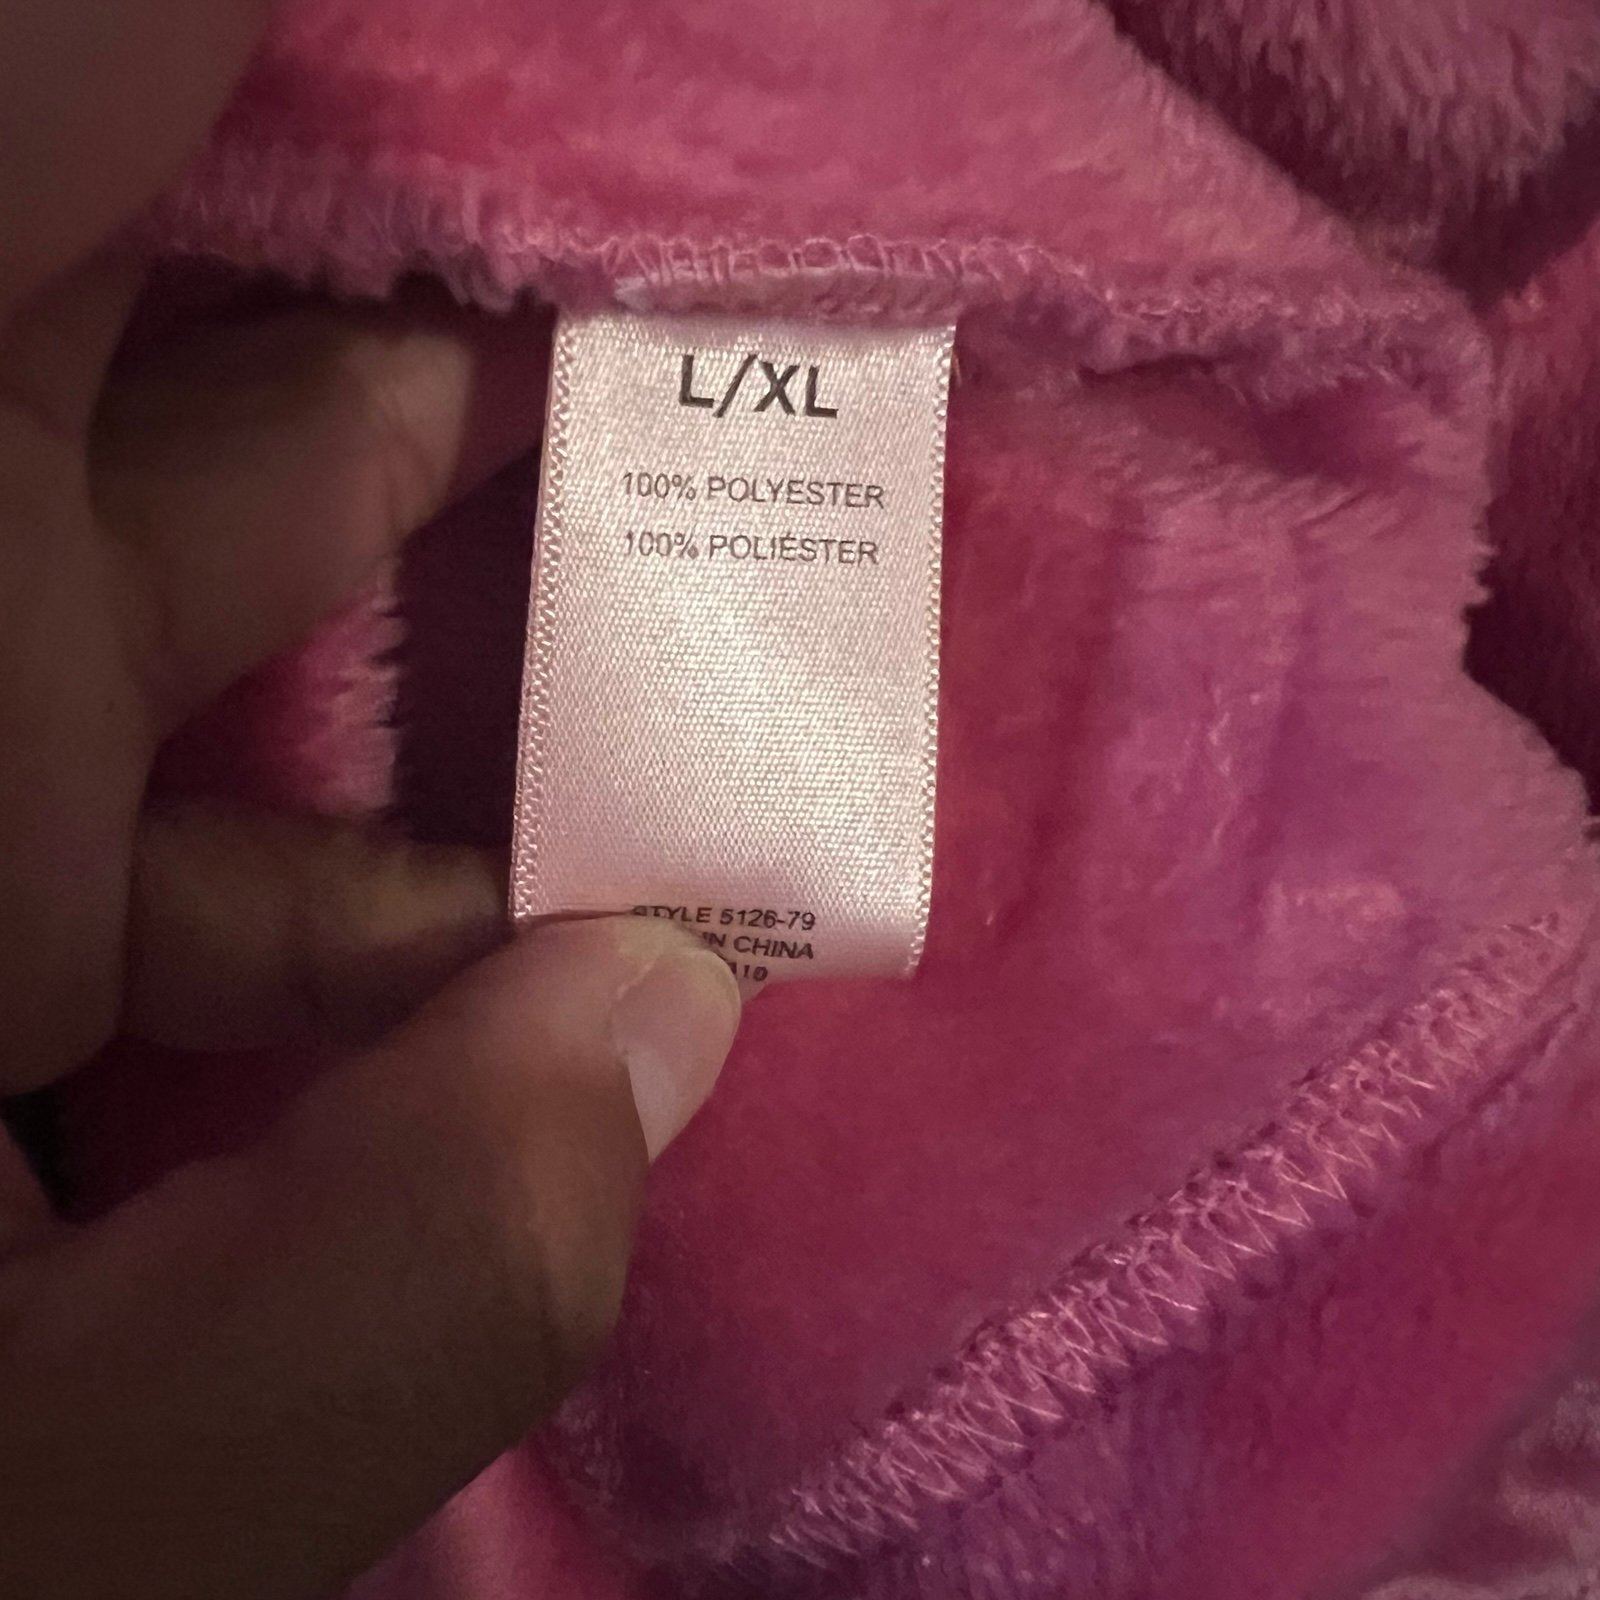 L/XL
100% POLYESTER
100% POLIÉSTER
STYLE 5126-79
IN CHINA